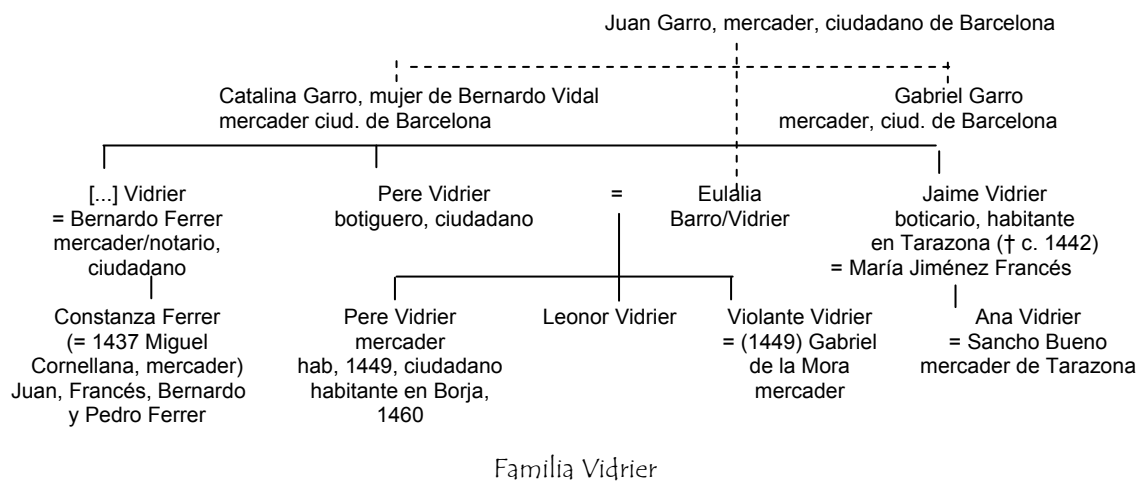 Juan Garro, mercader, ciudadano de Barcelona
Catalina Garro, mujer de Bernardo Vidal
mercader ciud. de Barcelona
Gabriel Garro
mercader, ciud. de Barcelona
[...] Vidrier
= Bernardo Ferrer
mercader/notario,
ciudadano
Pere Vidrier
botiguero, ciudadano
=
Eulalia
Barro/Vidrier
Jaime Vidrier
boticario, habitante
en Tarazona († c. 1442)
= María Jiménez Francés
Constanza Ferrer
(= 1437 Miguel
Cornellana, mercader)
Juan, Francés, Bernardo
y Pedro Ferrer
Pere Vidrier
mercader
hab, 1449, ciudadano
habitante en Borja,
1460
Leonor Vidrier
Violante Vidrier
= (1449) Gabriel
de la Mora
mercader
Ana Vidrier
= Sancho Bueno
mercader de Tarazona
Familia Vidrier